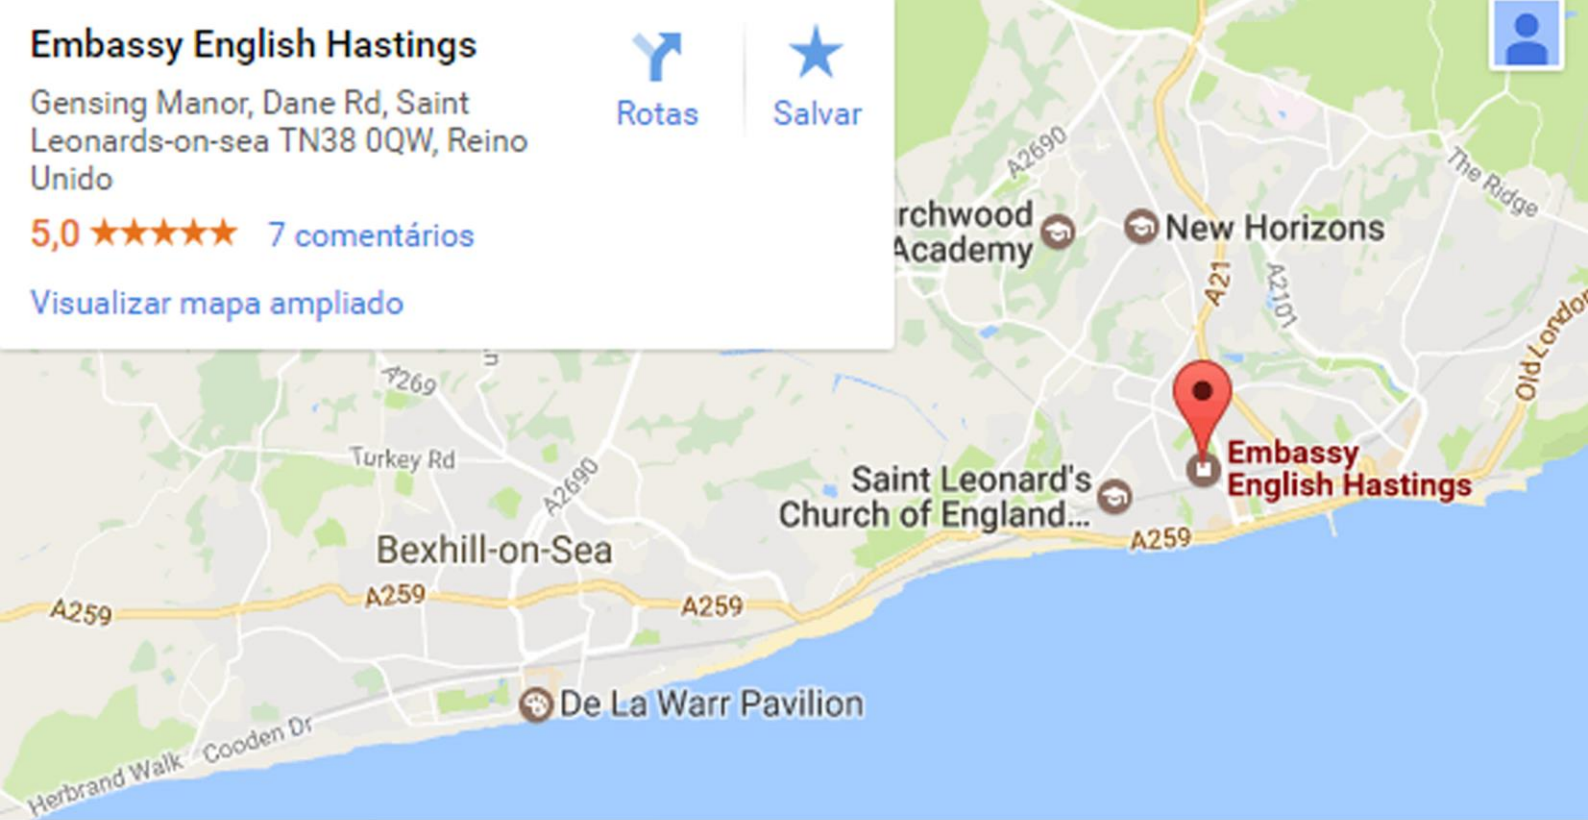 Embassy English Hastings
Gensing Manor, Dane Rd, Saint
Leonards-on-sea TN38 0QW, Reino
Unido
5,0 ★★★★★ 7 comentários
Visualizar mapa ampliado
Rotas
Salvar
A2690
The Ridge
rchwood
Academy
New Horizons
A21
A2101
A269
Turkey Rd
A2690
Embassy
English Hastings
Saint Leonard's
Church of England...
A259
Bexhill-on-Sea
A259
A259
A259
De La Warr Pavilion
Cooden Dr
Herbrand Walk